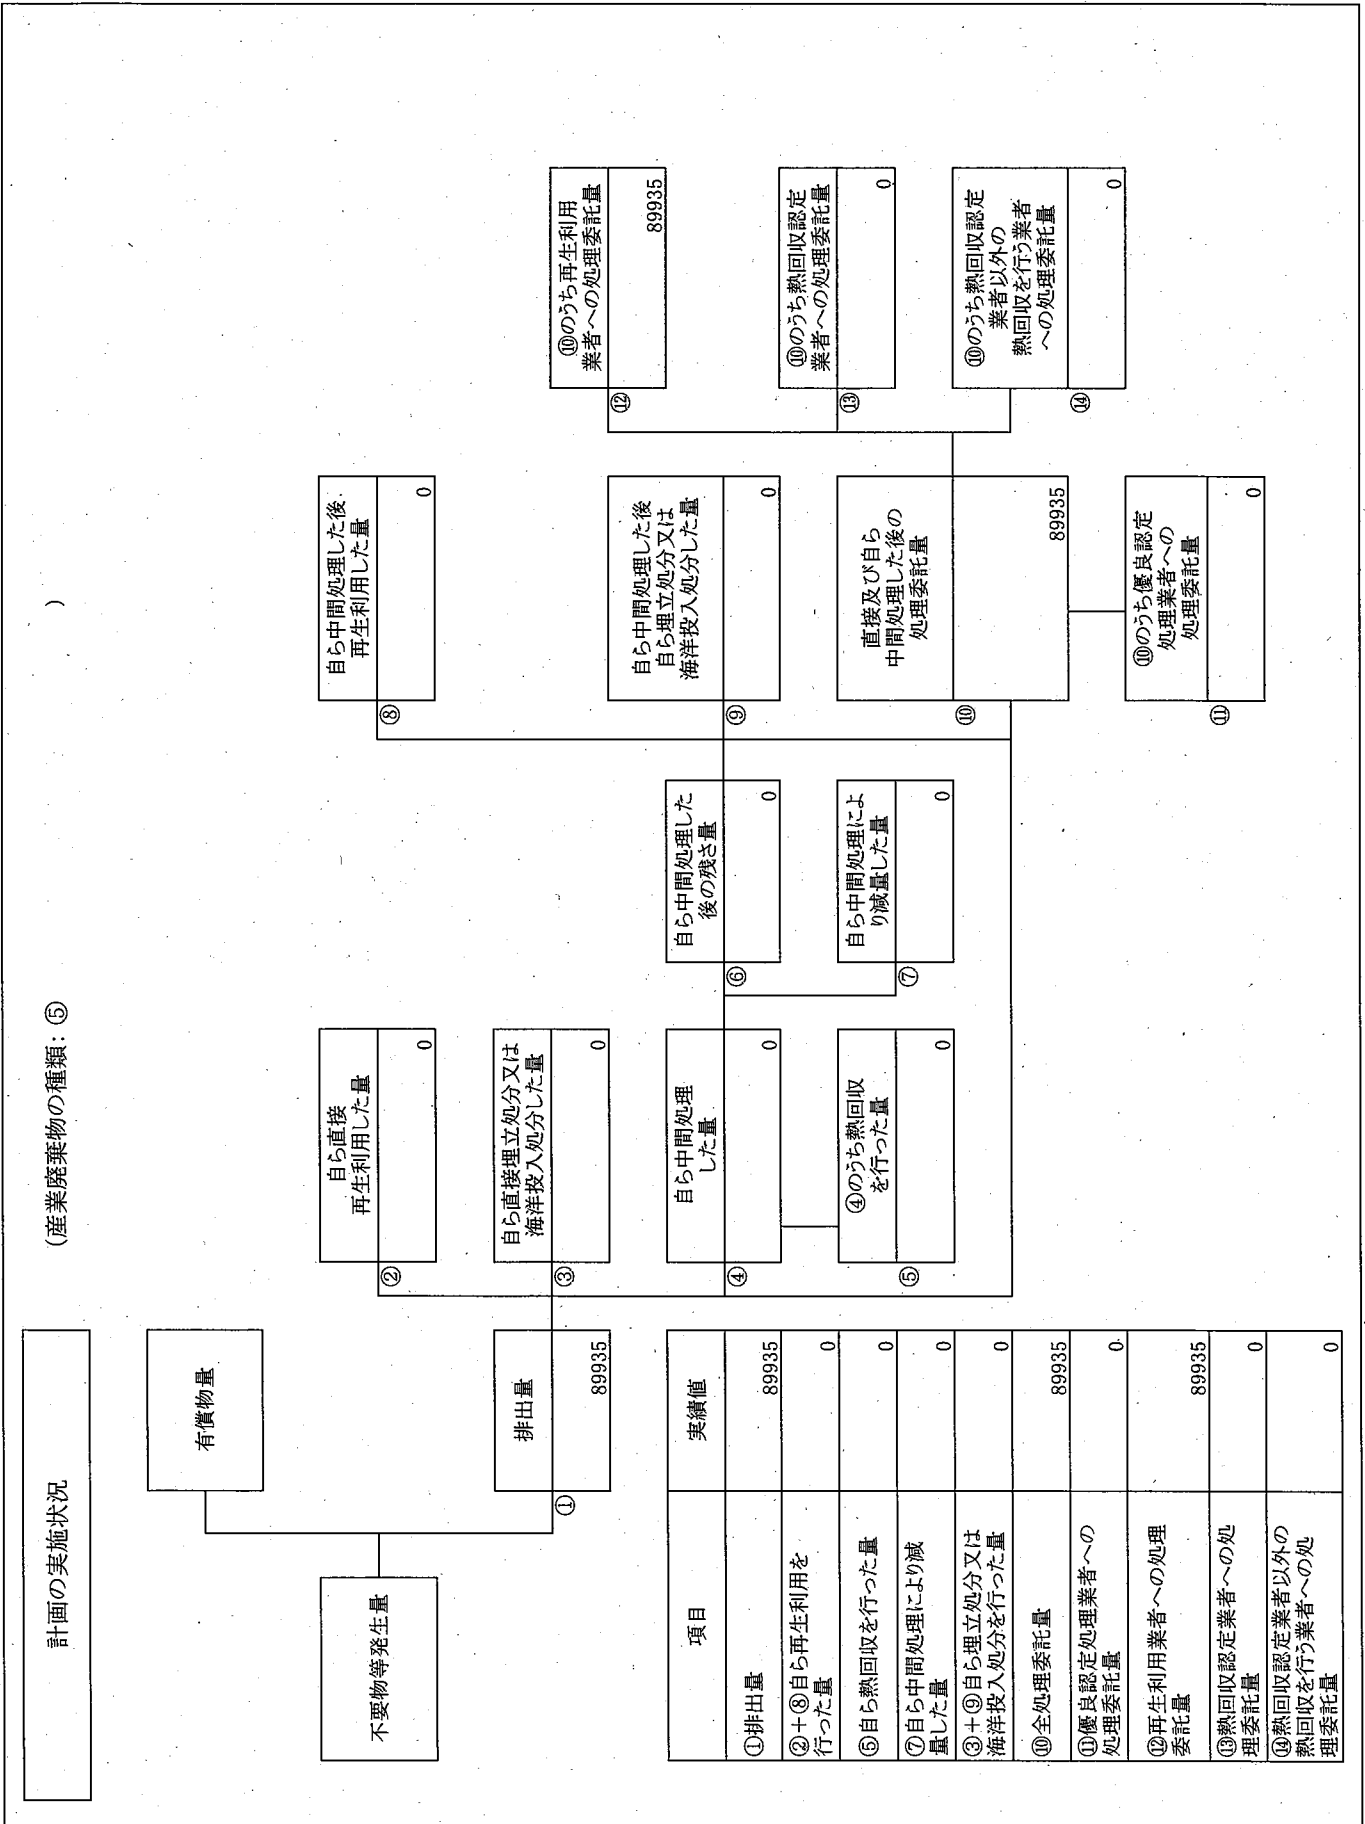 計画の実施状況
(産業廃棄物の種類:⑤
)
不要物等発生量
有償物量
①
排出量
89935
②
自ら直接
再生利用した量
0
③
自ら直接埋立処分又は
海洋投入処分した量
0
④
自ら中間処理
した量
0
⑤
④のうち熱回収
を行った量
0
⑥
自ら中間処理した
後の残さ量
0
⑦
自ら中間処理によ
り減量した量
0
⑧
自ら中間処理した後
再生利用した量
0
⑨
自ら中間処理した後
自ら埋立処分又は
海洋投入処分した量
0
⑩
直接及び自ら
中間処理した後の
処理委託量
89935
⑪
⑩のうち優良認定
処理業者への
処理委託量
0
⑫
⑩のうち再生利用
業者への処理委託量
89935
⑬
⑩のうち熱回収認定
業者への処理委託量
0
⑭
⑩のうち熱回収認定
業者以外の
熱回収を行う業者
への処理委託量
0
項目 実績値
①排出量 89935
②+⑧自ら再生利用を
行った量 0
⑤自ら熱回収を行った量 0
⑦自ら中間処理により減
量した量 0
③+⑨自ら埋立処分又は
海洋投入処分を行った量 0
⑩全処理委託量 89935
⑪優良認定処理業者への
処理委託量 0
⑫再生利用業者への処理
委託量 89935
⑬熱回収認定業者への処
理委託量 0
⑭熱回収認定業者以外の
熱回収を行う業者への処
理委託量 0